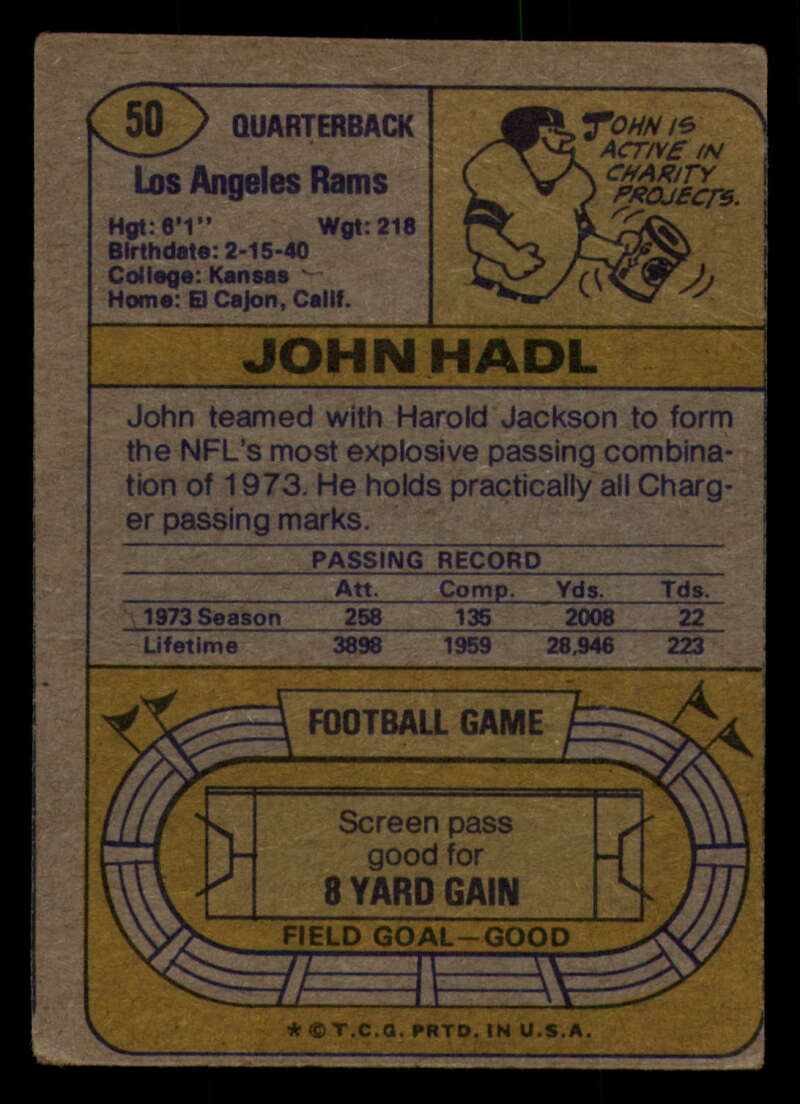 50
QUARTERBACK
Los Angeles Rams
Hgt: 6'1" Wgt: 218
Birthdate: 2-15-40
College: Kansas
Home: El Cajon, Calif.
JOHN IS
ACTIVE IN
CHARITY
PROJECTS.
JOHN HADL
John teamed with Harold Jackson to form
the NFL's most explosive passing combina-
tion of 1973. He holds practically all Charg-
er passing marks.
PASSING RECORD
Att. Comp. Yds. Tds.
1973 Season 258 135 2008 22
Lifetime 3898 1959 28,946 223
FOOTBALL GAME
Screen pass
good for
8 YARD GAIN
FIELD GOAL—GOOD
* © T.C.G. PRTD. IN U.S.A.